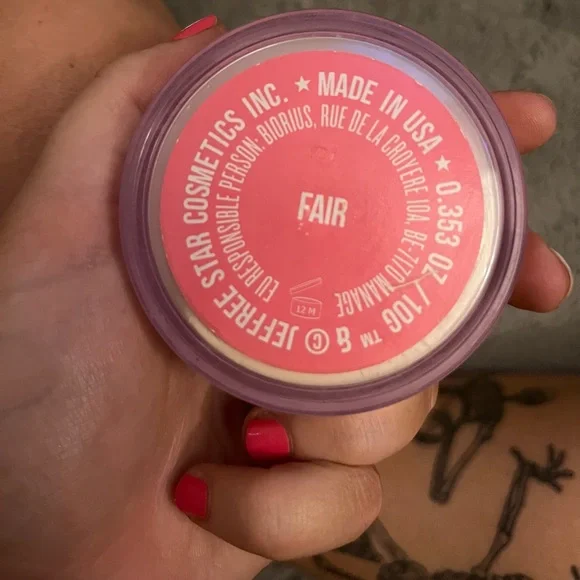 ™ & © JEFFREE STAR COSMETICS INC. ★ MADE IN USA ★ 0.353 OZ / 10G
EU RESPONSIBLE PERSON: BIORIUS, RUE DE LA CROYERE 10A, BE-7170 MANAGE
FAIR
12 M